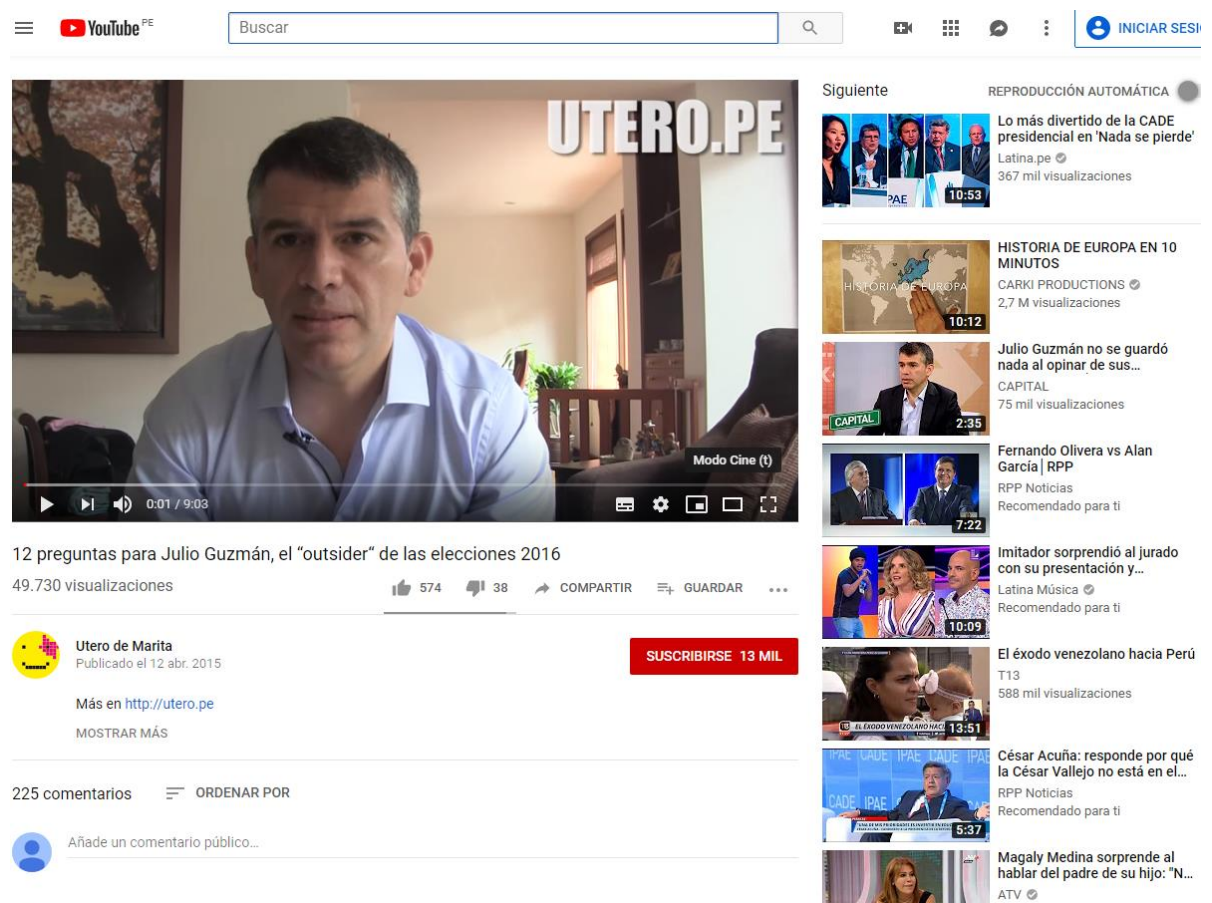 YouTube PE
Buscar
INICIAR SESI
UTERO.PE
Modo Cine (t)
0:01 / 9:03
12 preguntas para Julio Guzmán, el “outsider“ de las elecciones 2016
49.730 visualizaciones
574
38
COMPARTIR
GUARDAR
Utero de Marita
Publicado el 12 abr. 2015
SUSCRIBIRSE 13 MIL
Más en http://utero.pe
MOSTRAR MÁS
225 comentarios
ORDENAR POR
Añade un comentario público...
Siguiente
REPRODUCCIÓN AUTOMÁTICA
PAE
IPAE
10:53
Lo más divertido de la CADE
presidencial en 'Nada se pierde'
Latina.pe
367 mil visualizaciones
HISTORIA DE EUROPA
10:12
HISTORIA DE EUROPA EN 10
MINUTOS
CARKI PRODUCTIONS
2,7 M visualizaciones
CAPITAL
2:35
Julio Guzmán no se guardó
nada al opinar de sus...
CAPITAL
75 mil visualizaciones
7:22
Fernando Olivera vs Alan
García│RPP
RPP Noticias
Recomendado para ti
10:09
Imitador sorprendió al jurado
con su presentación y...
Latina Música
Recomendado para ti
EL ÉXODO VENEZOLANO HACI
13:51
El éxodo venezolano hacia Perú
T13
588 mil visualizaciones
IPAE CADE IPAE CADE IPAE
CADE IPAE
5:37
César Acuña: responde por qué
la César Vallejo no está en el...
RPP Noticias
Recomendado para ti
Magaly Medina sorprende al
hablar del padre de su hijo: "N...
ATV